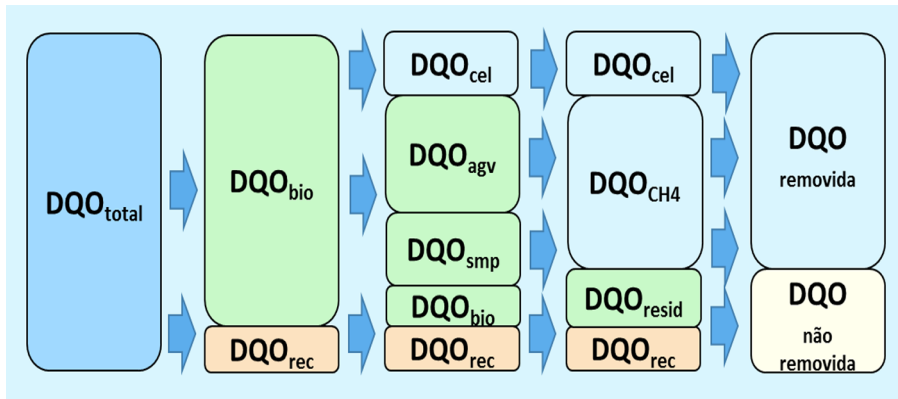 DQOtotal
DQObio
DQOrec
DQOcel
DQOagv
DQOsmp
DQObio
DQOrec
DQOcel
DQOCH4
DQOresid
DQOrec
DQO
removida
DQO
não
removida